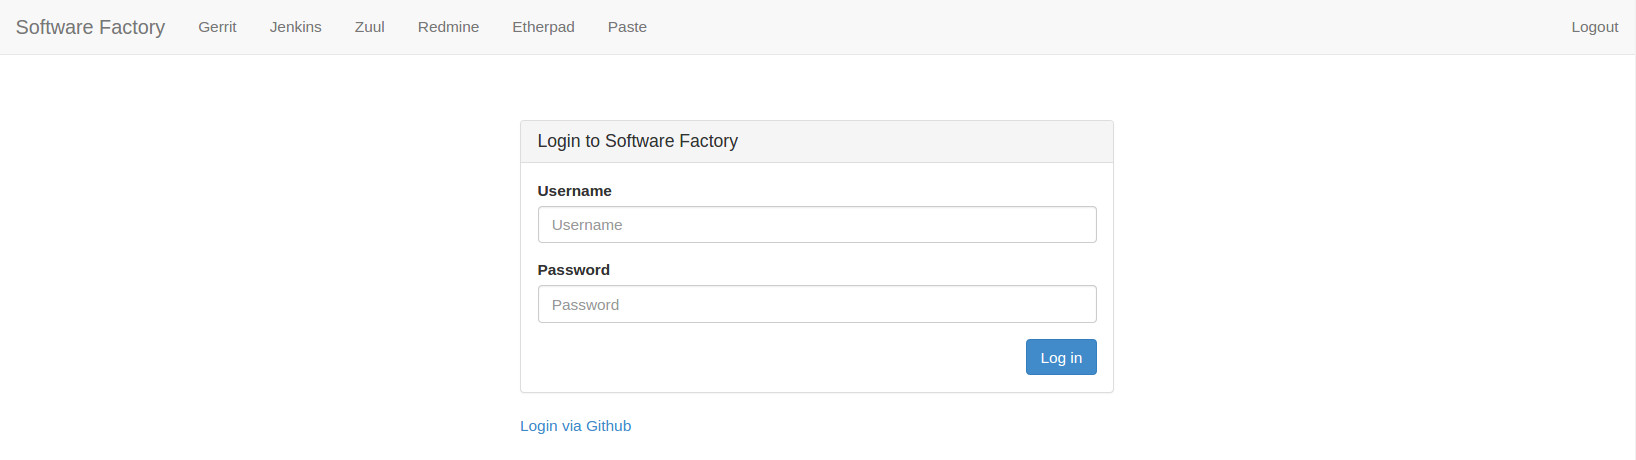 Software Factory Gerrit Jenkins Zuul Redmine Etherpad Paste Logout
Login to Software Factory
Username
Username
Password
Password
Log in
Login via Github